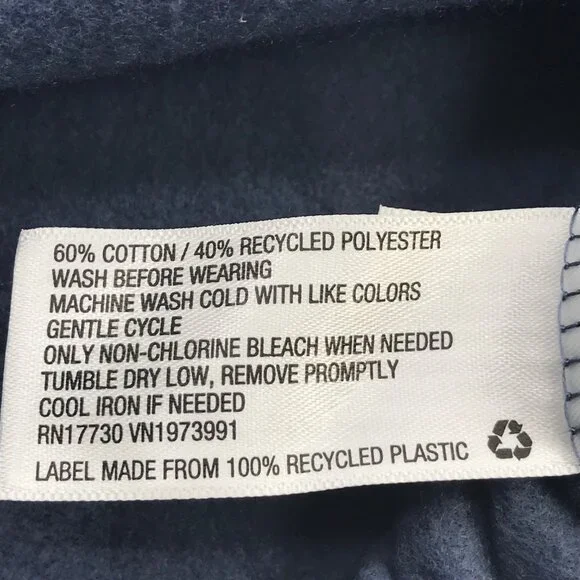 60% COTTON / 40% RECYCLED POLYESTER
WASH BEFORE WEARING
MACHINE WASH COLD WITH LIKE COLORS
GENTLE CYCLE
ONLY NON-CHLORINE BLEACH WHEN NEEDED
TUMBLE DRY LOW, REMOVE PROMPTLY
COOL IRON IF NEEDED
RN17730 VN1973991
LABEL MADE FROM 100% RECYCLED PLASTIC